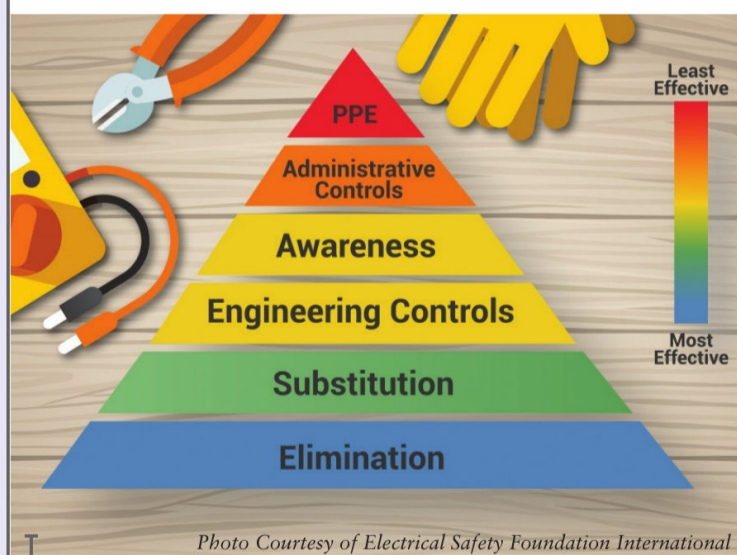 PPE
Administrative
Controls
Awareness
Engineering Controls
Substitution
Elimination
Least
Effective
Most
Effective
Photo Courtesy of Electrical Safety Foundation International